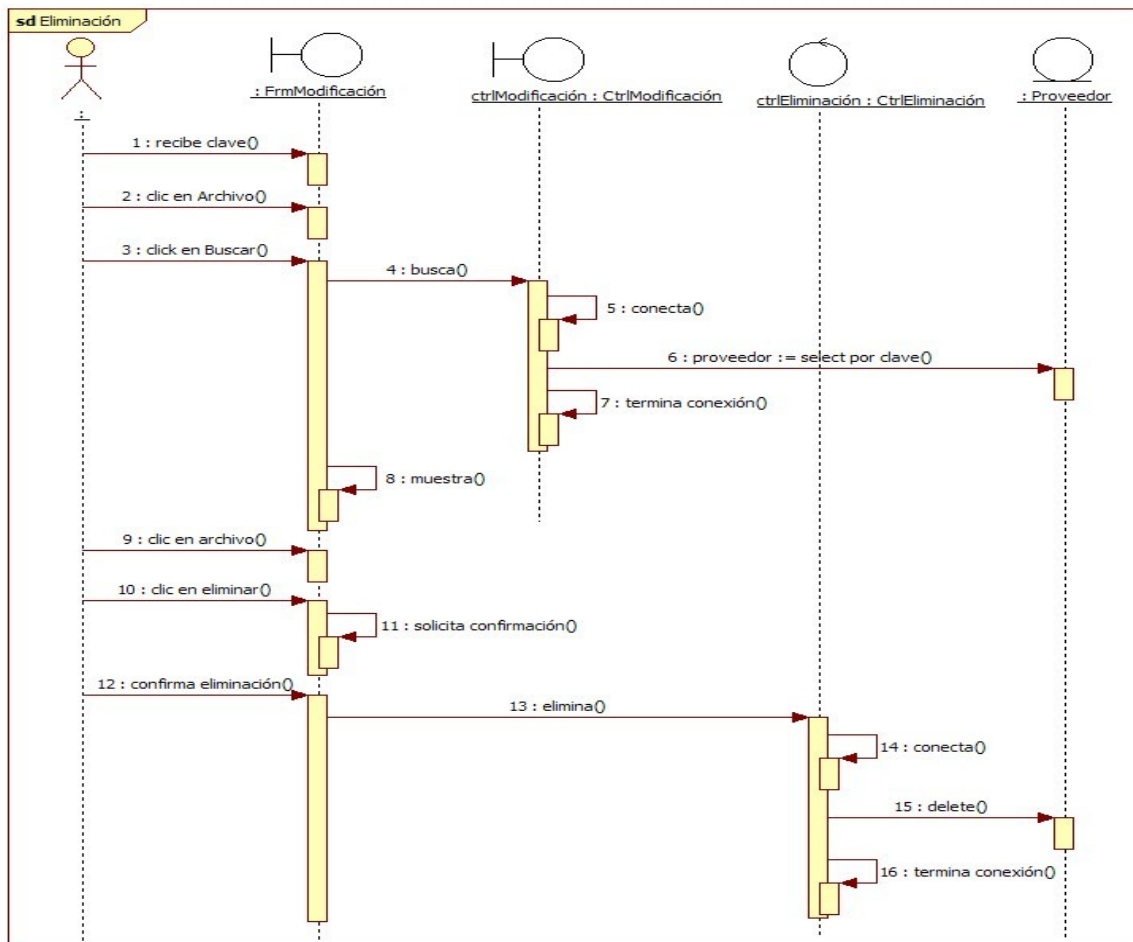 sd Eliminación
:
: FrmModificación
ctrlModificación : CtrlModificación
ctrlEliminación : CtrlEliminación
: Proveedor
1 : recibe clave()
2 : clic en Archivo()
3 : click en Buscar()
4 : busca()
5 : conecta()
6 : proveedor := select por clave()
7 : termina conexión()
8 : muestra()
9 : clic en archivo()
10 : clic en eliminar()
11 : solicita confirmación()
12 : confirma eliminación()
13 : elimina()
14 : conecta()
15 : delete()
16 : termina conexión()